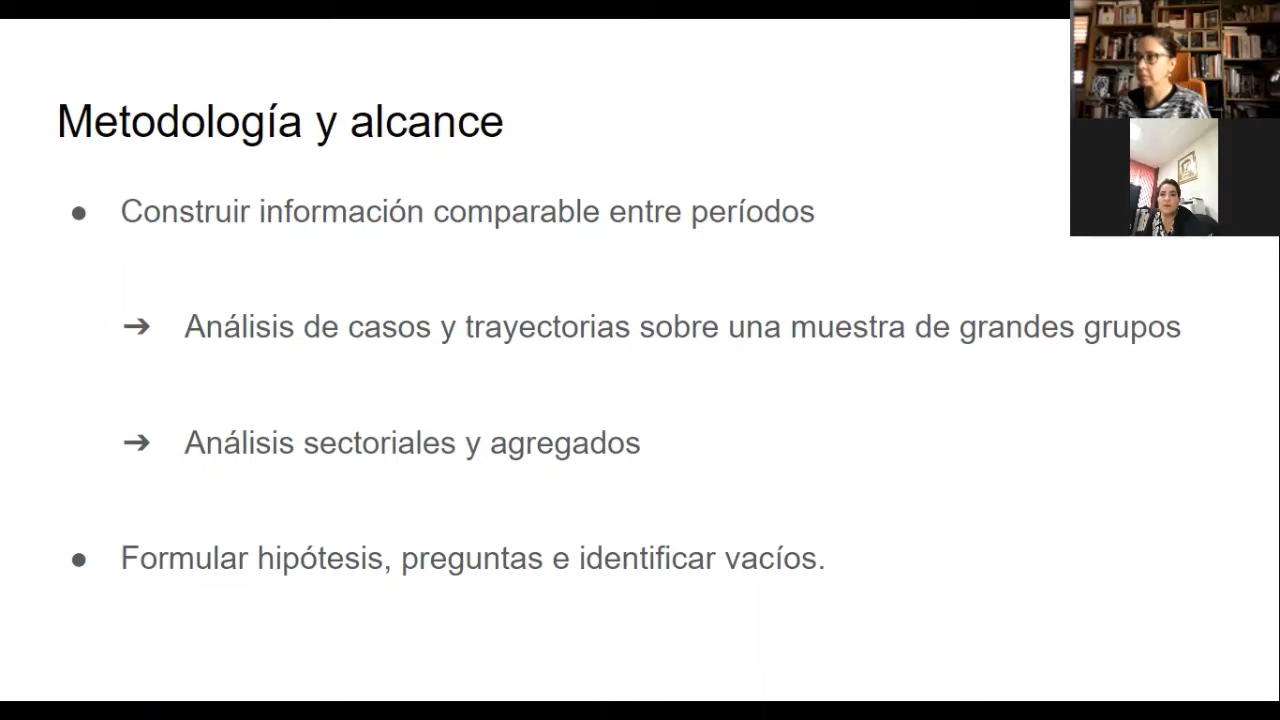 Metodología y alcance
● Construir información comparable entre períodos
➔ Análisis de casos y trayectorias sobre una muestra de grandes grupos
➔ Análisis sectoriales y agregados
● Formular hipótesis, preguntas e identificar vacíos.